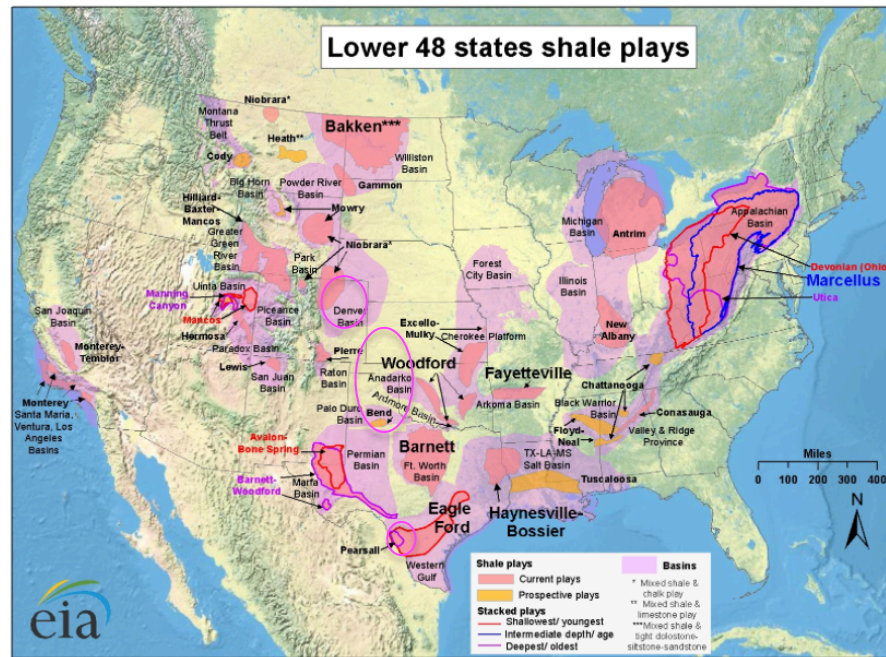 Lower 48 states shale plays
Niobrara*
Montana
Thrust
Belt
Bakken***
Heath**
Cody
Williston
Basin
Big Horn
Basin
Powder River
Basin
Gammon
Hilliard-
Baxter-
Mancos
Mowry
Greater
Green
River
Basin
Niobrara*
Park
Basin
Michigan
Basin
Antrim
Appalachian
Basin
Devonian (Ohio
Marcellus
Utica
Forest
City Basin
Illinois
Basin
Uinta Basin
Manning
Canyon
Mancos
Piceance
Basin
Denver
Basin
San Joaquin
Basin
Hermosa
Paradox Basin
Excello-
Mulky
Cherokee Platform
New
Albany
Monterey-
Temblor
Lewis
San Juan
Basin
Pierre
Raton
Basin
Woodford
Anadarko
Basin
Fayetteville
Arkoma Basin
Chattanooga
Black Warrior
Basin
Conasauga
Monterey
Santa Maria,
Ventura, Los
Angeles
Basins
Palo Duro
Basin
Bend
Ardmore Basin
Floyd-
Neal
Valley & Ridge
Province
Avalon-
Bone Spring
Permian
Basin
Barnett
Ft. Worth Basin
TX-LA-MS
Salt Basin
Tuscaloosa
Barnett-
Woodford
Marfa
Basin
Eagle
Ford
Haynesville-
Bossier
Pearsall
Western
Gulf
Miles
0 100 200 300 400
N
eia
Shale plays
Current plays
Prospective plays
Stacked plays
Shallowest/ youngest
Intermediate depth/ age
Deepest/ oldest
Basins
* Mixed shale &
chalk play
** Mixed shale &
limestone play
***Mixed shale &
tight dolostone-
siltstone-sandstone